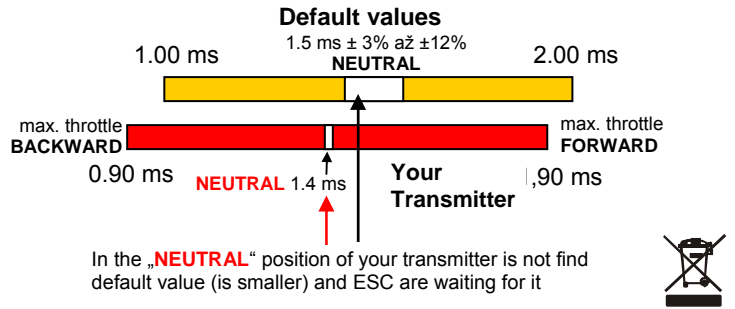 Default values
1.5 ms ± 3% až ±12%
1.00 ms
NEUTRAL
2.00 ms
max. throttle
BACKWARD
max. throttle
FORWARD
0.90 ms
NEUTRAL 1.4 ms
Your
Transmitter
,90 ms
In the „NEUTRAL“ position of your transmitter is not find
default value (is smaller) and ESC are waiting for it